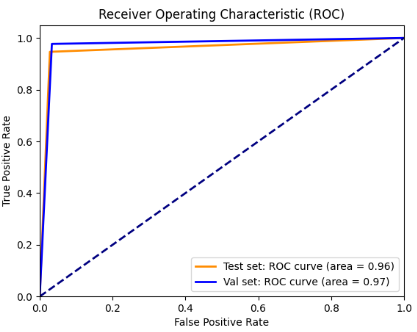 Receiver Operating Characteristic (ROC)
True Positive Rate
1.0
0.8
0.6
0.4
0.2
0.0
Test set: ROC curve (area = 0.96)
Val set: ROC curve (area = 0.97)
0.0 0.2 0.4 0.6 0.8 1.0
False Positive Rate